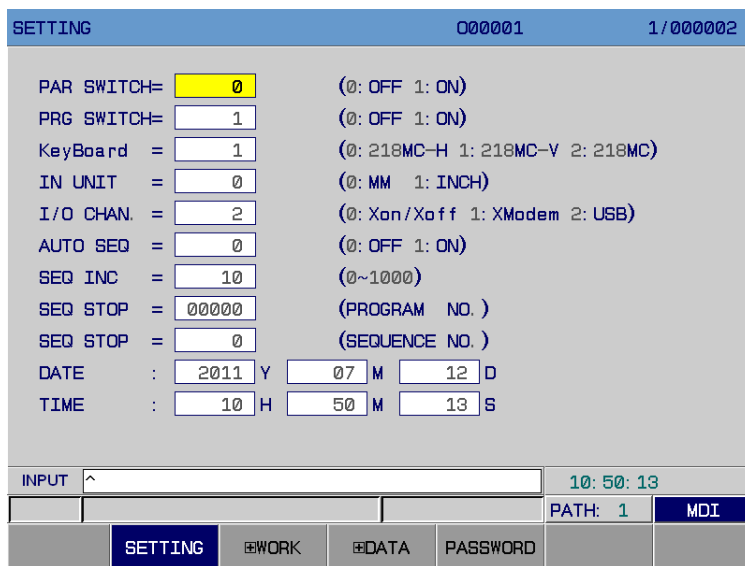 SETTING O00001 1/000002
PAR SWITCH= 0 (0: OFF 1: ON)
PRG SWITCH= 1 (0: OFF 1: ON)
KeyBoard = 1 (0: 218MC-H 1: 218MC-V 2: 218MC)
IN UNIT = 0 (0: MM 1: INCH)
I/O CHAN. = 2 (0: Xon/Xoff 1: XModem 2: USB)
AUTO SEQ = 0 (0: OFF 1: ON)
SEQ INC = 10 (0~1000)
SEQ STOP = 00000 (PROGRAM NO. )
SEQ STOP = 0 (SEQUENCE NO. )
DATE : 2011 Y 07 M 12 D
TIME : 10 H 50 M 13 S
INPUT ^ 10: 50: 13
PATH: 1 MDI
SETTING ⊞WORK ⊞DATA PASSWORD